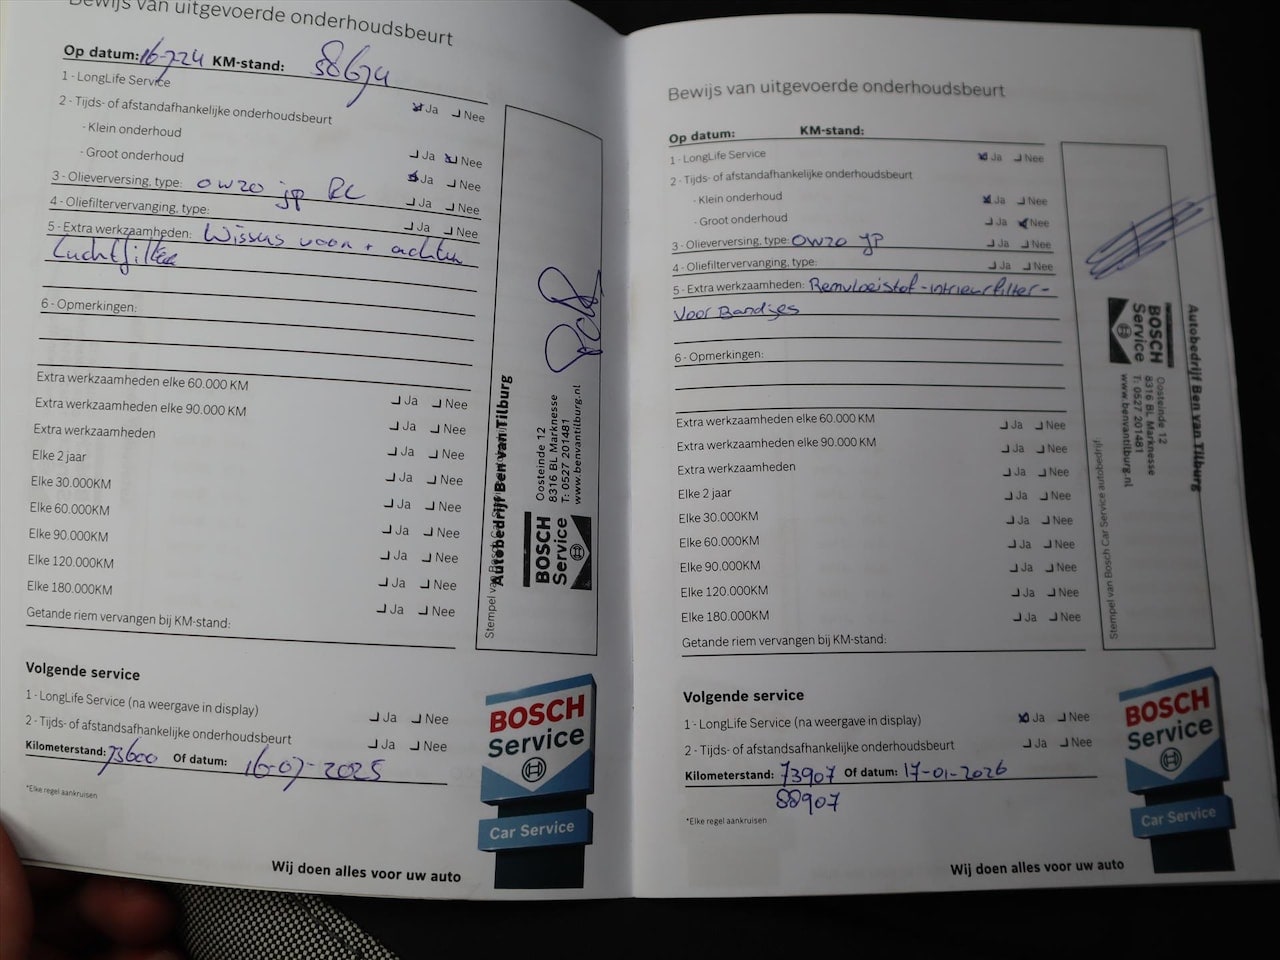 Bewijs van uitgevoerde onderhoudsbeurt
Op datum: 16-7-24 KM-stand: 58674
1 - LongLife Service
2 - Tijds- of afstandafhankelijke onderhoudsbeurt Ja Nee
- Klein onderhoud
- Groot onderhoud Ja Nee
3 - Olieverversing, type: 0W20 jp RC Ja Nee
4 - Oliefiltervervanging, type: Ja Nee
5 - Extra werkzaamheden: Wissers voor + achter Ja Nee
Luchtfilter
6 - Opmerkingen:
Extra werkzaamheden elke 60.000 KM Ja Nee
Extra werkzaamheden elke 90.000 KM Ja Nee
Extra werkzaamheden Ja Nee
Elke 2 jaar Ja Nee
Elke 30.000KM Ja Nee
Elke 60.000KM Ja Nee
Elke 90.000KM Ja Nee
Elke 120.000KM Ja Nee
Elke 180.000KM Ja Nee
Getande riem vervangen bij KM-stand:
Stempel van Bosch Car Service
Autobedrijf Ben van Tilburg
Oosteinde 12
8316 BL Marknesse
T: 0527 201481
www.benvantilburg.nl
BOSCH
Service
Volgende service
1 - LongLife Service (na weergave in display) Ja Nee
2 - Tijds- of afstandsafhankelijke onderhoudsbeurt Ja Nee
Kilometerstand: 73600 Of datum: 16-07-2025
*Elke regel aankruisen
BOSCH
Service
Car Service
Wij doen alles voor uw auto
Bewijs van uitgevoerde onderhoudsbeurt
Op datum: KM-stand:
1 - LongLife Service Ja Nee
2 - Tijds- of afstandafhankelijke onderhoudsbeurt
- Klein onderhoud Ja Nee
- Groot onderhoud Ja Nee
3 - Olieverversing, type: 0W20 JP Ja Nee
4 - Oliefiltervervanging, type: Ja Nee
5 - Extra werkzaamheden: Remvloeistof - intrieurfilter -
Voor Bandjes
6 - Opmerkingen:
Extra werkzaamheden elke 60.000 KM Ja Nee
Extra werkzaamheden elke 90.000 KM Ja Nee
Extra werkzaamheden Ja Nee
Elke 2 jaar Ja Nee
Elke 30.000KM Ja Nee
Elke 60.000KM Ja Nee
Elke 90.000KM Ja Nee
Elke 120.000KM Ja Nee
Elke 180.000KM Ja Nee
Getande riem vervangen bij KM-stand:
Stempel van Bosch Car Service autobedrijf:
Autobedrijf Ben van Tilburg
BOSCH
Service
Oosteinde 12
8316 BL Marknesse
T: 0527 201481
www.benvantilburg.nl
Volgende service
1 - LongLife Service (na weergave in display) Ja Nee
2 - Tijds- of afstandsafhankelijke onderhoudsbeurt Ja Nee
Kilometerstand: 73907 Of datum: 17-01-2026
88907
*Elke regel aankruisen
BOSCH
Service
Car Service
Wij doen alles voor uw auto